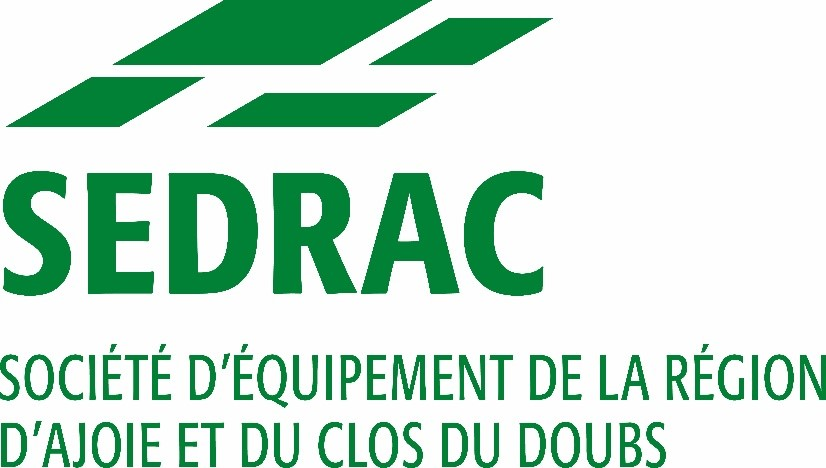 SEDRAC
SOCIÉTÉ D'ÉQUIPEMENT DE LA RÉGION
D'AJOIE ET DU CLOS DU DOUBS